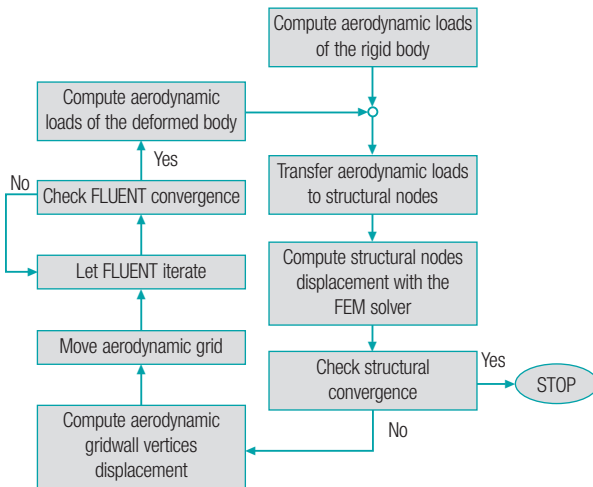 Compute aerodynamic loads
of the rigid body
Compute aerodynamic
loads of the deformed body
Yes
No
Check FLUENT convergence
Transfer aerodynamic loads
to structural nodes
Let FLUENT iterate
Compute structural nodes
displacement with the
FEM solver
Move aerodynamic grid
Check structural
convergence
Yes
STOP
No
Compute aerodynamic
gridwall vertices
displacement